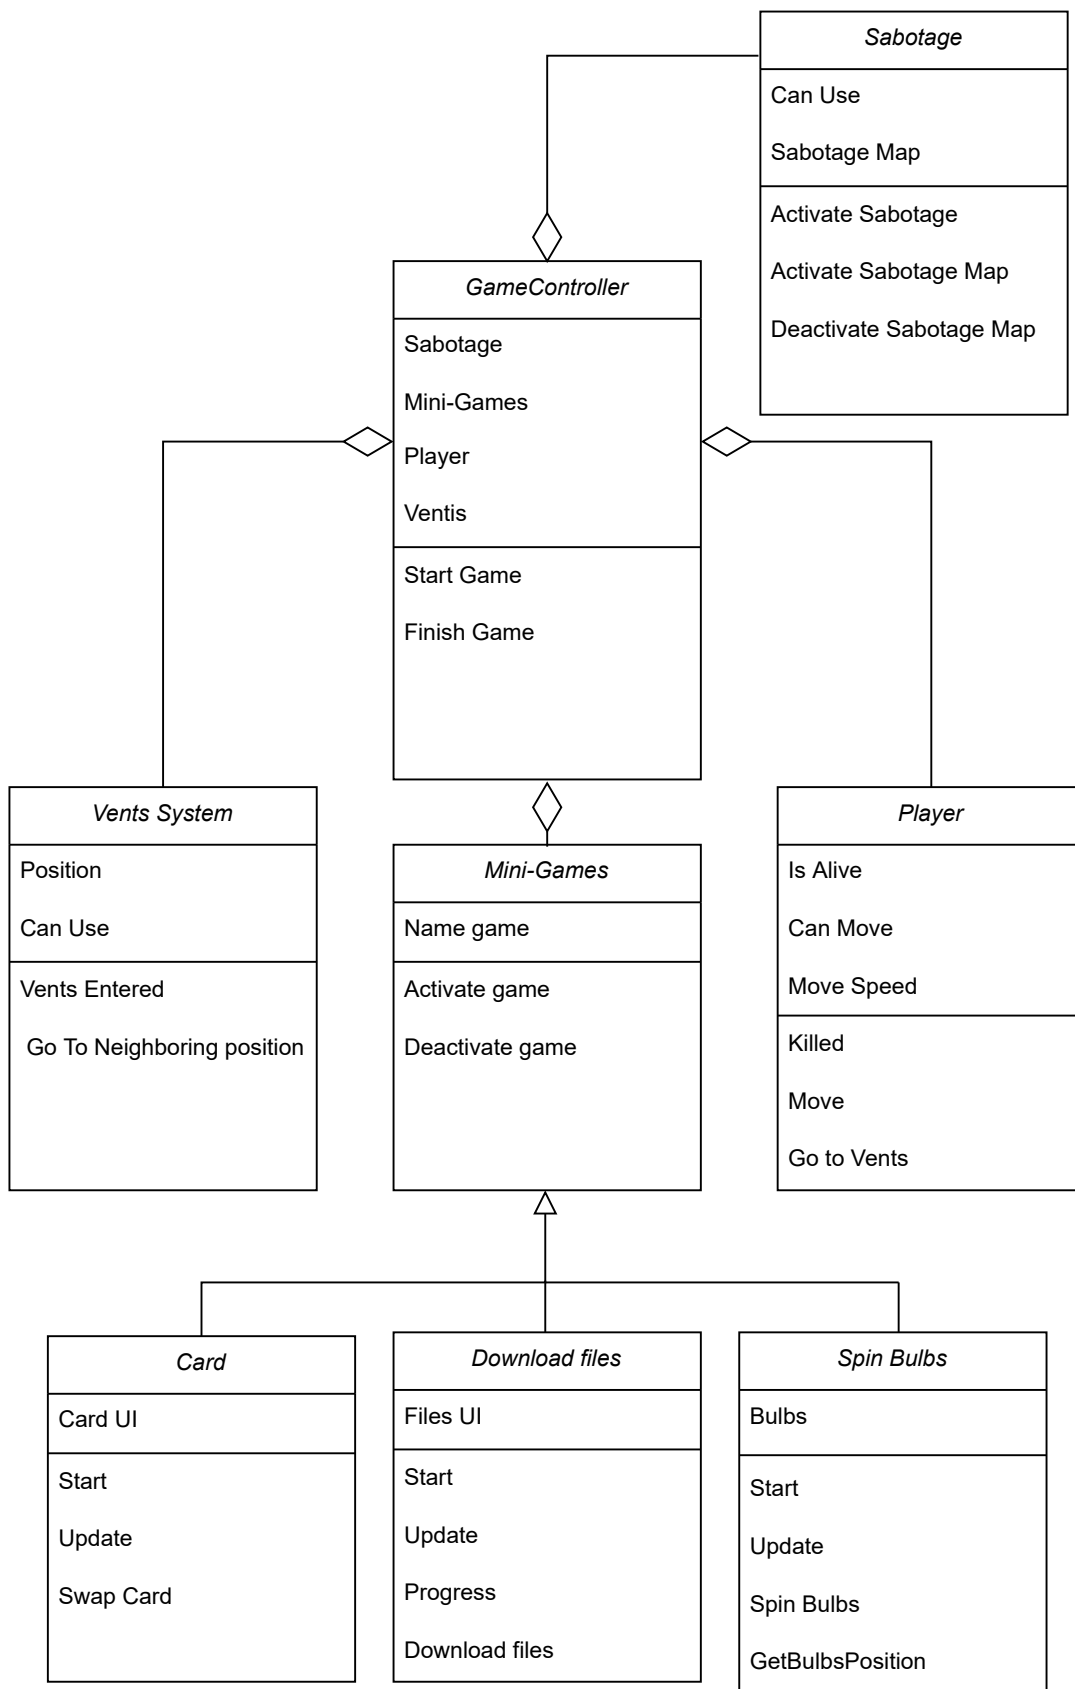 Sabotage
Can Use
Sabotage Map
Activate Sabotage
Activate Sabotage Map
Deactivate Sabotage Map
GameController
Sabotage
Mini-Games
Player
Ventis
Start Game
Finish Game
Vents System
Position
Can Use
Vents Entered
Go To Neighboring position
Mini-Games
Name game
Activate game
Deactivate game
Player
Is Alive
Can Move
Move Speed
Killed
Move
Go to Vents
Card
Card UI
Start
Update
Swap Card
Download files
Files UI
Start
Update
Progress
Download files
Spin Bulbs
Bulbs
Start
Update
Spin Bulbs
GetBulbsPosition